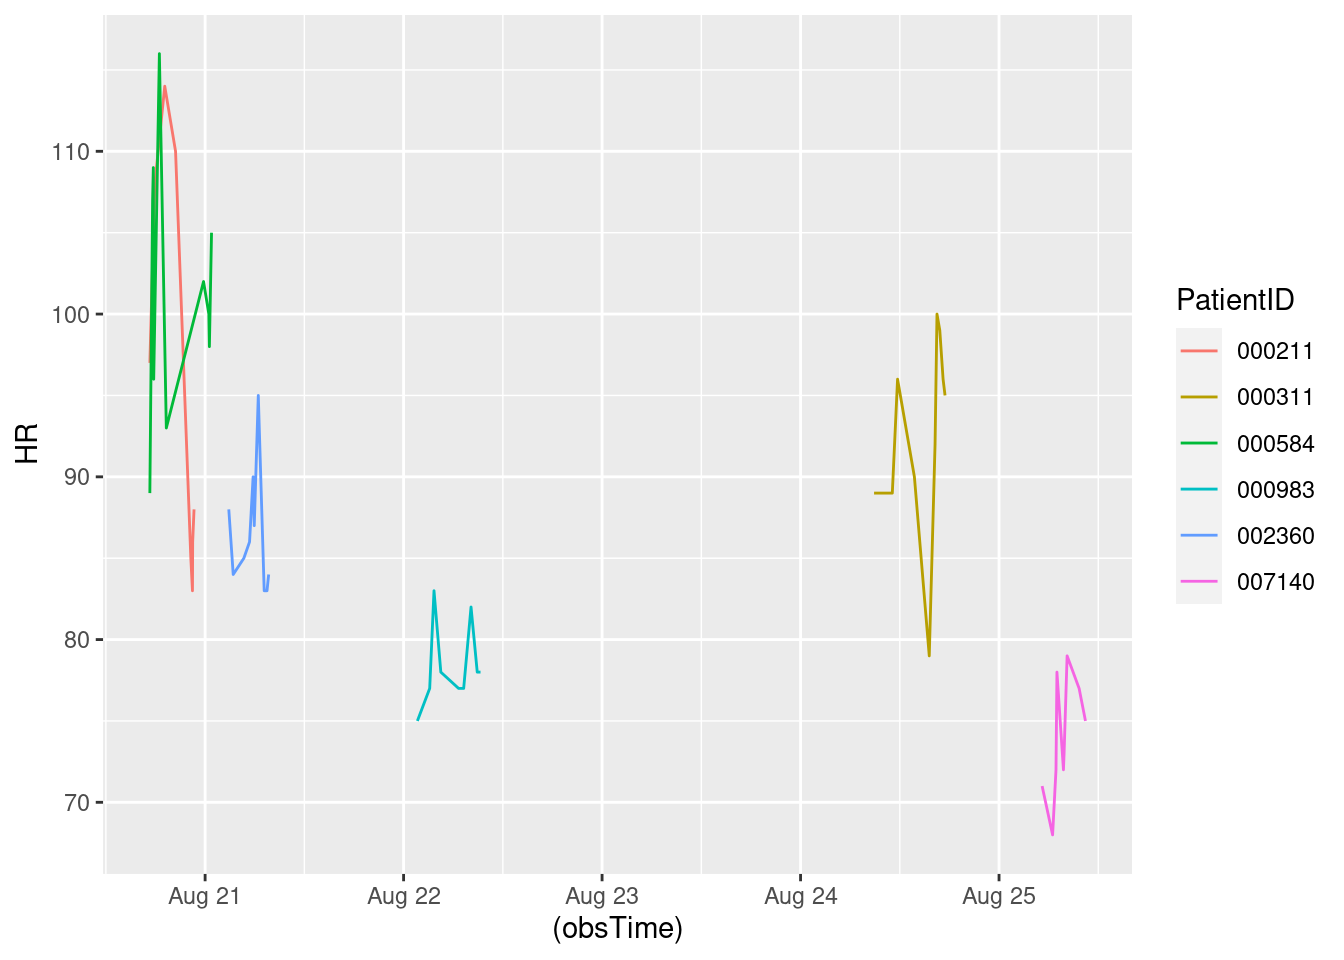 110
100
90
80
70
HR
Aug 21
Aug 22
Aug 23
Aug 24
Aug 25
(obsTime)
PatientID
000211
000311
000584
000983
002360
007140